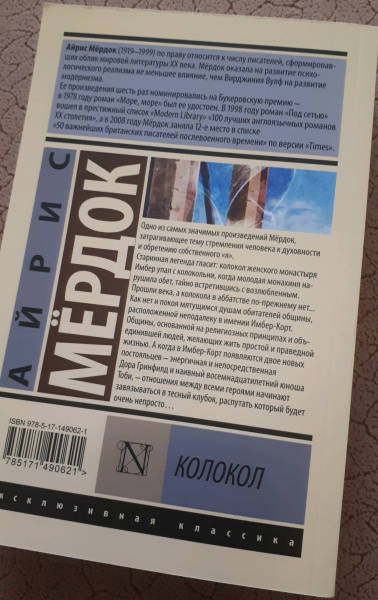 Айрис Мёрдок (1919–1999) по праву относится к числу писателей, сформировав-
ших облик мировой литературы XX века. Мёрдок оказала на развитие психо-
логического реализма не меньшее влияние, чем Вирджиния Вулф на развитие
модернизма.
Ее произведения шесть раз номинировались на Букеровскую премию —
в 1978 году роман «Море, море» был ее удостоен. В 1998 году роман «Под сетью»
вошел в престижный список «Modern Library» «100 лучших англоязычных романов
XX столетия», а в 2008 году Мёрдок заняла 12-е место в списке
«50 важнейших британских писателей послевоенного времени» по версии «Times».
АЙРИС
МЁРДОК
Одно из самых значимых произведений Мёрдок,
затрагивающее тему стремления человека к духовности
и обретению собственного «я».
Старинная легенда гласит: колокол женского монастыря
Имбер упал с колокольни, когда молодая монахиня на-
рушила обет, тайно встретившись с возлюбленным.
Прошли века, а колокола в аббатстве по-прежнему нет...
Как нет и покоя мятущимся душам обитателей общины,
расположенной неподалеку в имении Имбер-Корт.
Общины, основанной на религиозных принципах и объ-
единившей людей, желающих жить простой и праведной
жизнью. А когда в Имбер-Корт появляются двое новых
постояльцев — энергичная и непосредственная
Дора Гринфилд и наивный восемнадцатилетний юноша
Тоби, — отношения между всеми героями начинают
завязываться в тесный клубок, распутать который будет
очень непросто...
ISBN 978-5-17-149062-1
785171 490621 >
N
КОЛОКОЛ
эксклюзивная классика